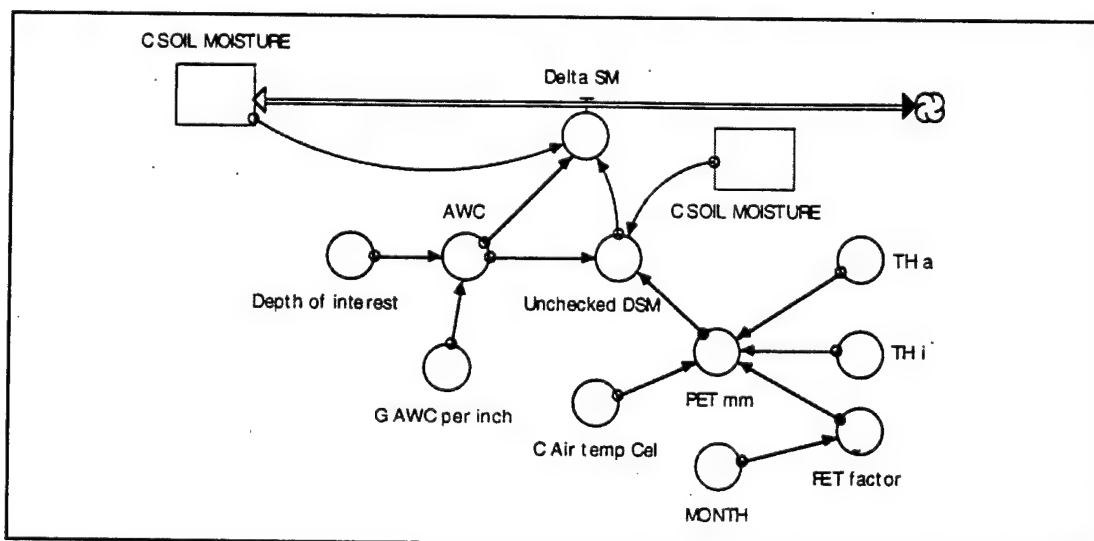 C SOIL MOISTURE
Delta SM
C SOIL MOISTURE
AWC
TH a
Depth of interest
Unchecked DSM
TH i
G AWC per inch
PET mm
C Air temp Cel
PET factor
MONTH